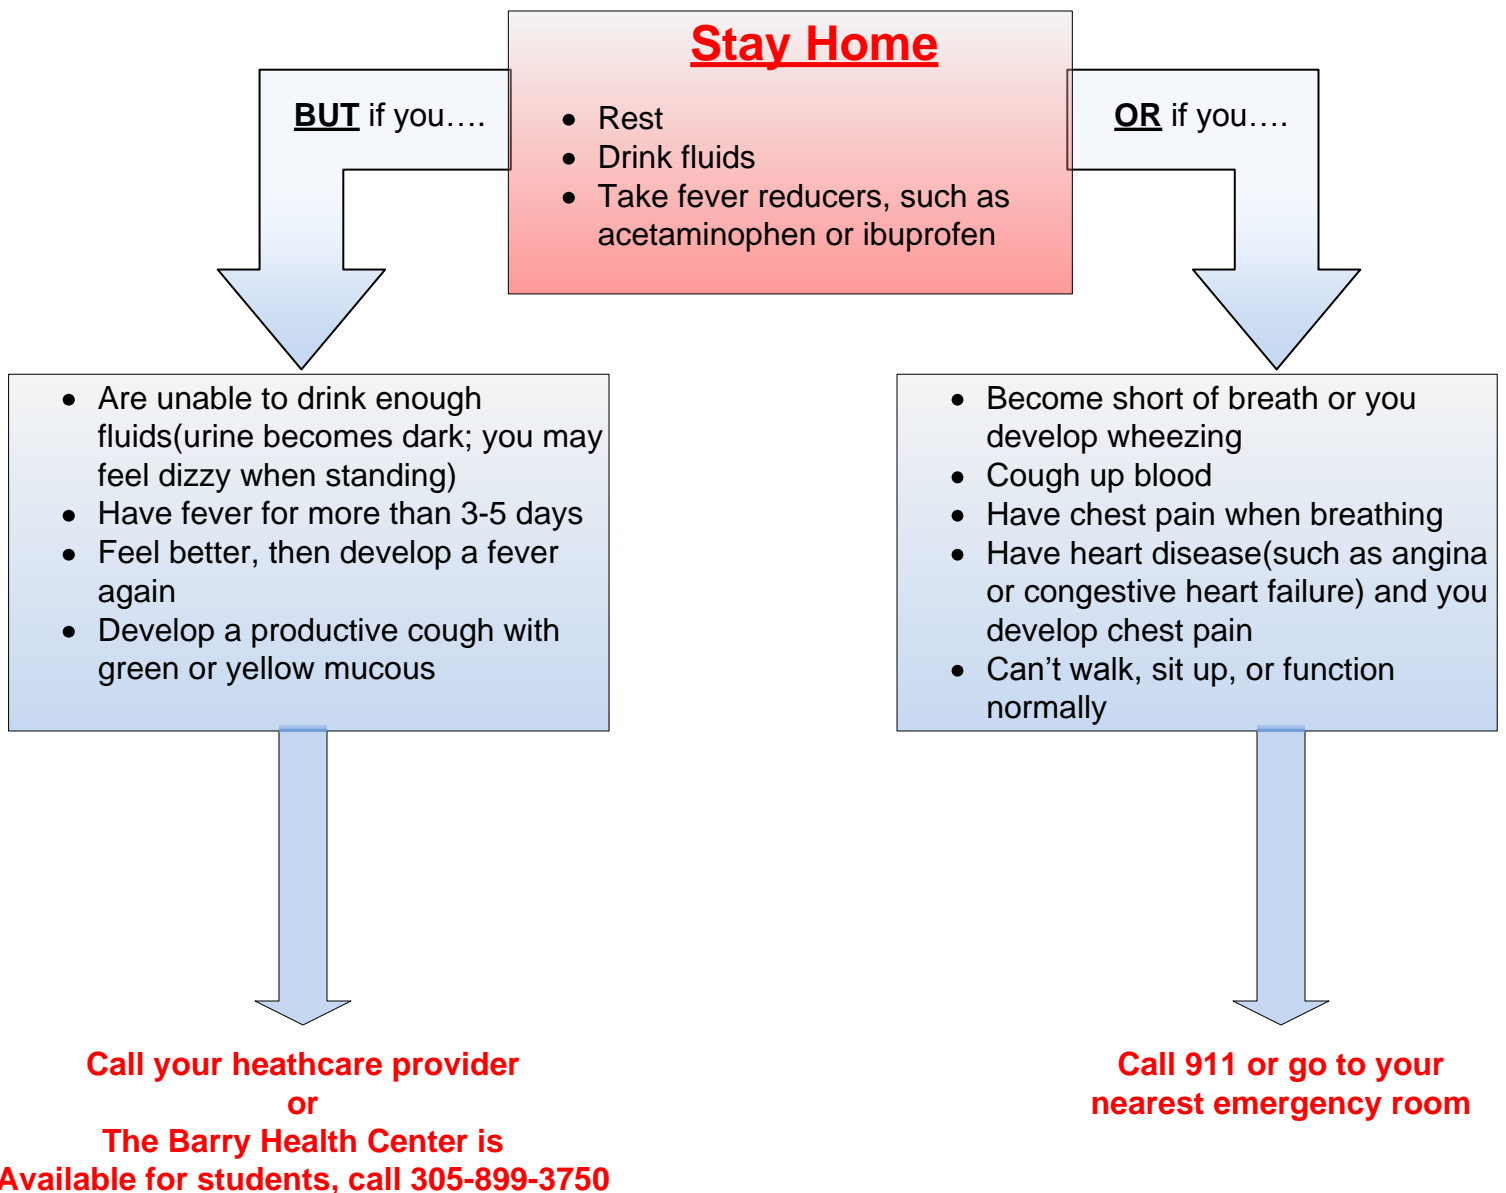 Stay Home
• Rest
• Drink fluids
• Take fever reducers, such as
acetaminophen or ibuprofen
BUT if you….
• Are unable to drink enough
fluids(urine becomes dark; you may
feel dizzy when standing)
• Have fever for more than 3-5 days
• Feel better, then develop a fever
again
• Develop a productive cough with
green or yellow mucous
Call your heathcare provider
or
The Barry Health Center is
Available for students, call 305-899-3750
OR if you….
• Become short of breath or you
develop wheezing
• Cough up blood
• Have chest pain when breathing
• Have heart disease(such as angina
or congestive heart failure) and you
develop chest pain
• Can’t walk, sit up, or function
normally
Call 911 or go to your
nearest emergency room